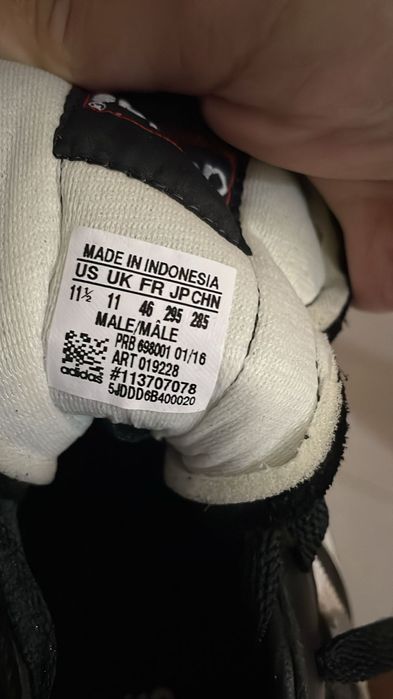 MADE IN INDONESIA
US UK FR JP CHN
11½ 11 46 295 285
MALE/MÂLE
PRB 698001 01/16
ART 019228
#113707078
adidas 5JDDD6B400020